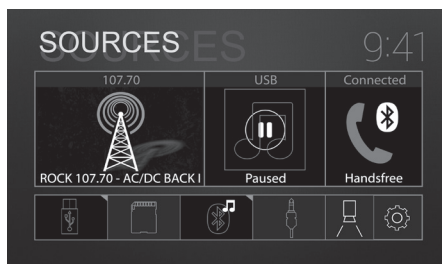 SOURCES
9:41
107.70
USB
Connected
ROCK 107.70 - AC/DC BACK I
Paused
Handsfree